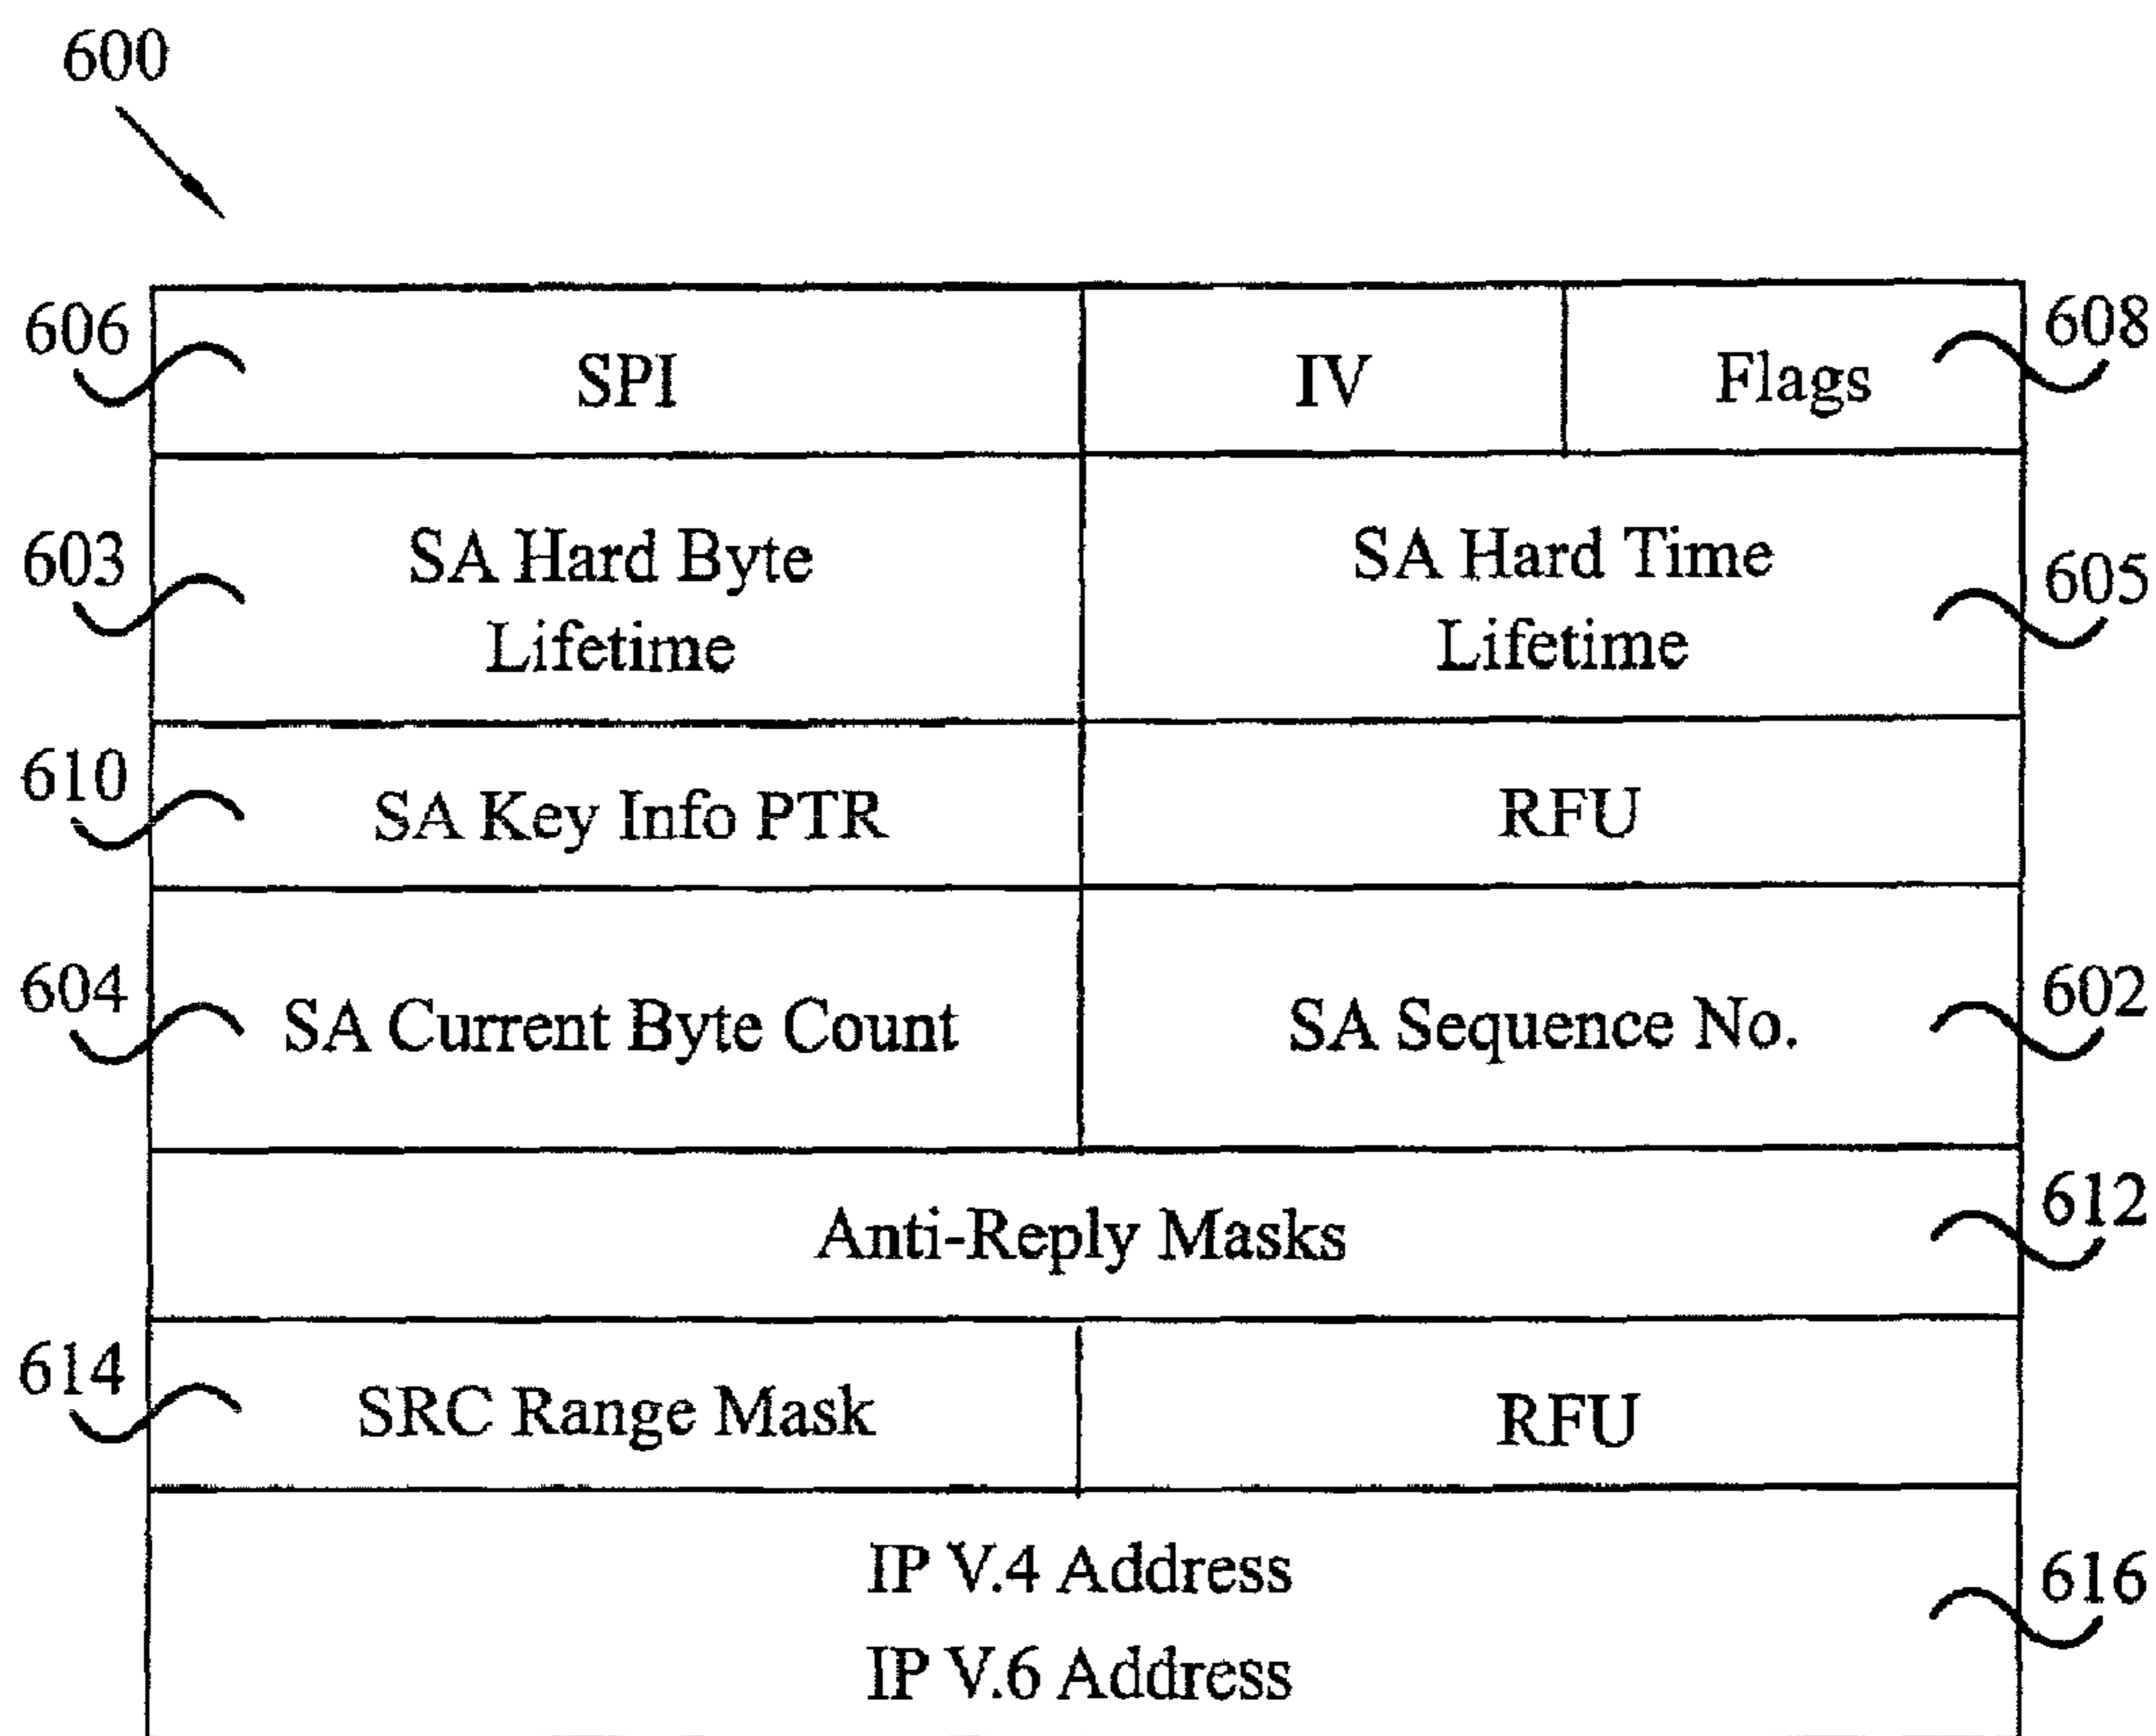 600
606
SPI
IV
Flags
608
603
SA Hard Byte
Lifetime
SA Hard Time
Lifetime
605
610
SA Key Info PTR
RFU
604
SA Current Byte Count
SA Sequence No.
602
Anti-Reply Masks
612
614
SRC Range Mask
RFU
IP V.4 Address
IP V.6 Address
616